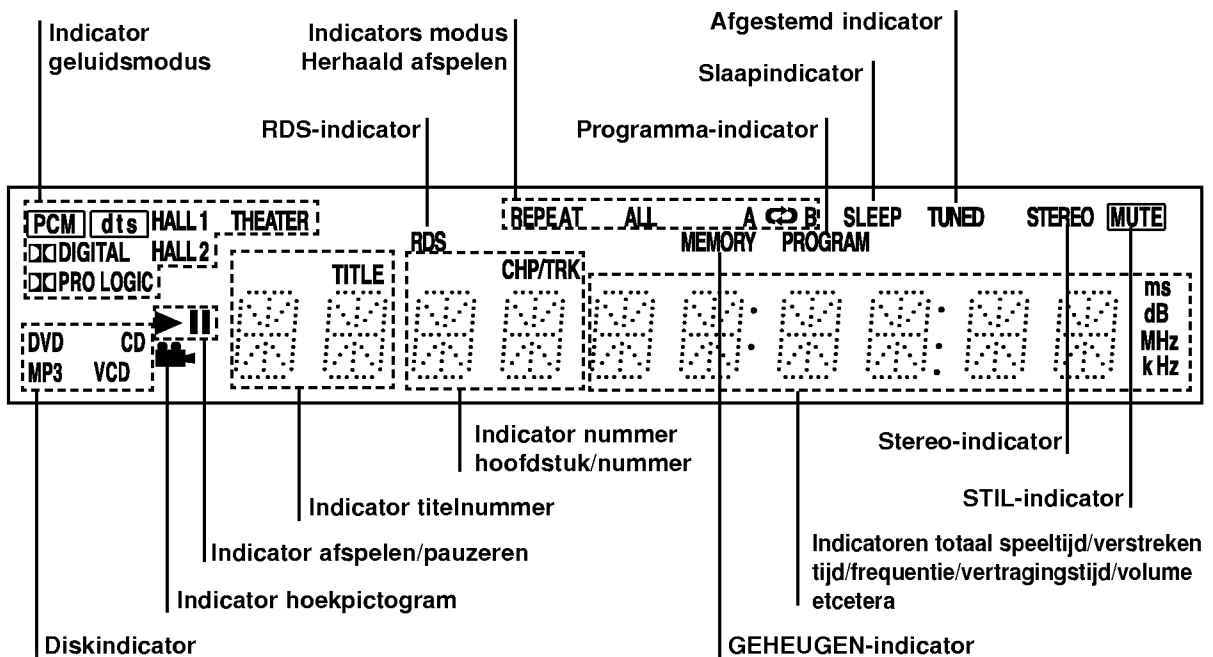 Indicator
geluidsmodus
Indicators modus
Herhaald afspelen
Afgestemd indicator
Slaapindicator
RDS-indicator
Programma-indicator
PCM dts HALL 1 THEATER
DIGITAL HALL 2
PRO LOGIC
RDS
REPEAT ALL A B SLEEP TUNED STEREO MUTE
MEMORY PROGRAM
TITLE
CHP/TRK
ms
dB
MHz
kHz
DVD CD
MP3 VCD
Indicator nummer
hoofdstuk/nummer
Stereo-indicator
Indicator titelnummer
STIL-indicator
Indicator afspelen/pauzeren
Indicatoren totaal speeltijd/verstreken
tijd/frequentie/vertragingstijd/volume
etcetera
Indicator hoekpictogram
Diskindicator
GEHEUGEN-indicator